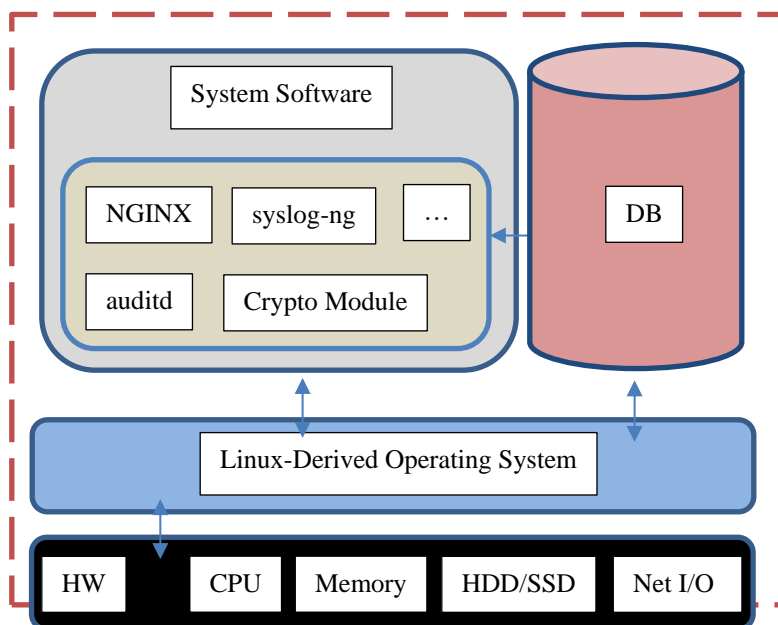 System Software
NGINX
syslog-ng
…
DB
auditd
Crypto Module
Linux-Derived Operating System
HW
CPU
Memory
HDD/SSD
Net I/O